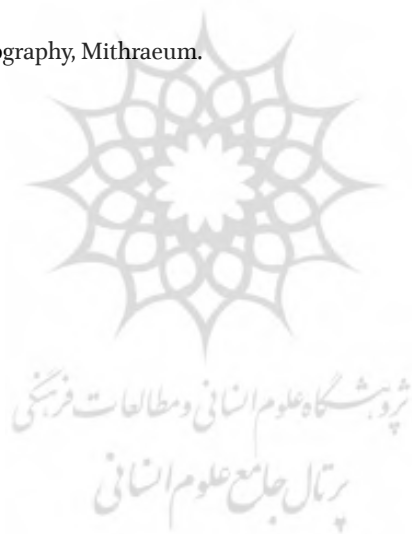 ography, Mithraeum.
پژوهشگاه علوم انسانی و مطالعات فرهنگی
پرتال جامع علوم انسانی